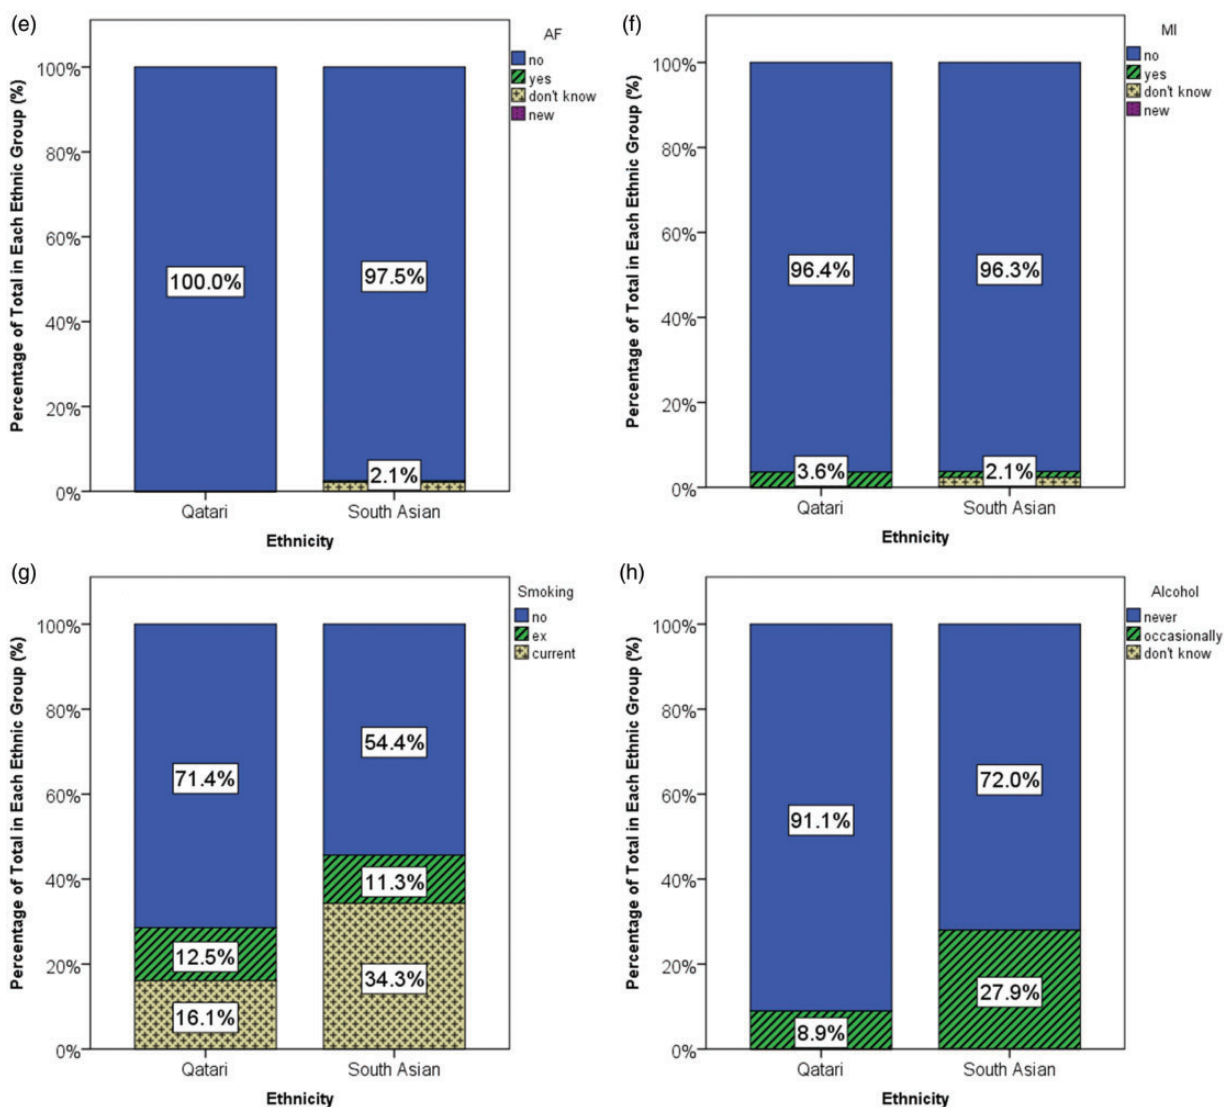 (e)
AF
no
yes
don't know
new
Percentage of Total in Each Ethnic Group (%)
100%
80%
60%
40%
20%
0%
100.0%
97.5%
2.1%
Qatari
South Asian
Ethnicity
(f)
MI
no
yes
don't know
new
Percentage of Total in Each Ethnic Group (%)
100%
80%
60%
40%
20%
0%
96.4%
96.3%
3.6%
2.1%
Qatari
South Asian
Ethnicity
(g)
Smoking
no
ex
current
Percentage of Total in Each Ethnic Group (%)
100%
80%
60%
40%
20%
0%
71.4%
54.4%
12.5%
11.3%
16.1%
34.3%
Qatari
South Asian
Ethnicity
(h)
Alcohol
never
occasionally
don't know
Percentage of Total in Each Ethnic Group (%)
100%
80%
60%
40%
20%
0%
91.1%
72.0%
8.9%
27.9%
Qatari
South Asian
Ethnicity